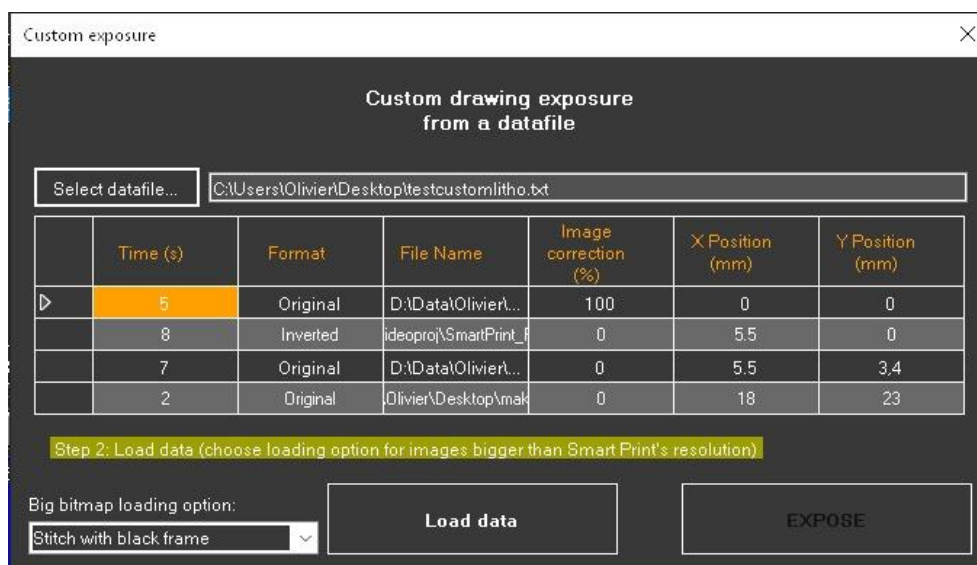 Custom exposure
Custom drawing exposure
from a datafile
Select datafile... C:\Users\Olivier\Desktop\testcustomlitho.txt
Time (s) Format File Name Image correction (%) X Position (mm) Y Position (mm)
5 Original D:\Data\Olivier\... 100 0 0
8 Inverted ideoproj\SmartPrint_ 0 5.5 0
7 Original D:\Data\Olivier\... 0 5.5 3,4
2 Original .Olivier\Desktop\mak 0 18 23
Step 2: Load data (choose loading option for images bigger than Smart Print's resolution)
Big bitmap loading option:
Stitch with black frame
Load data
EXPOSE